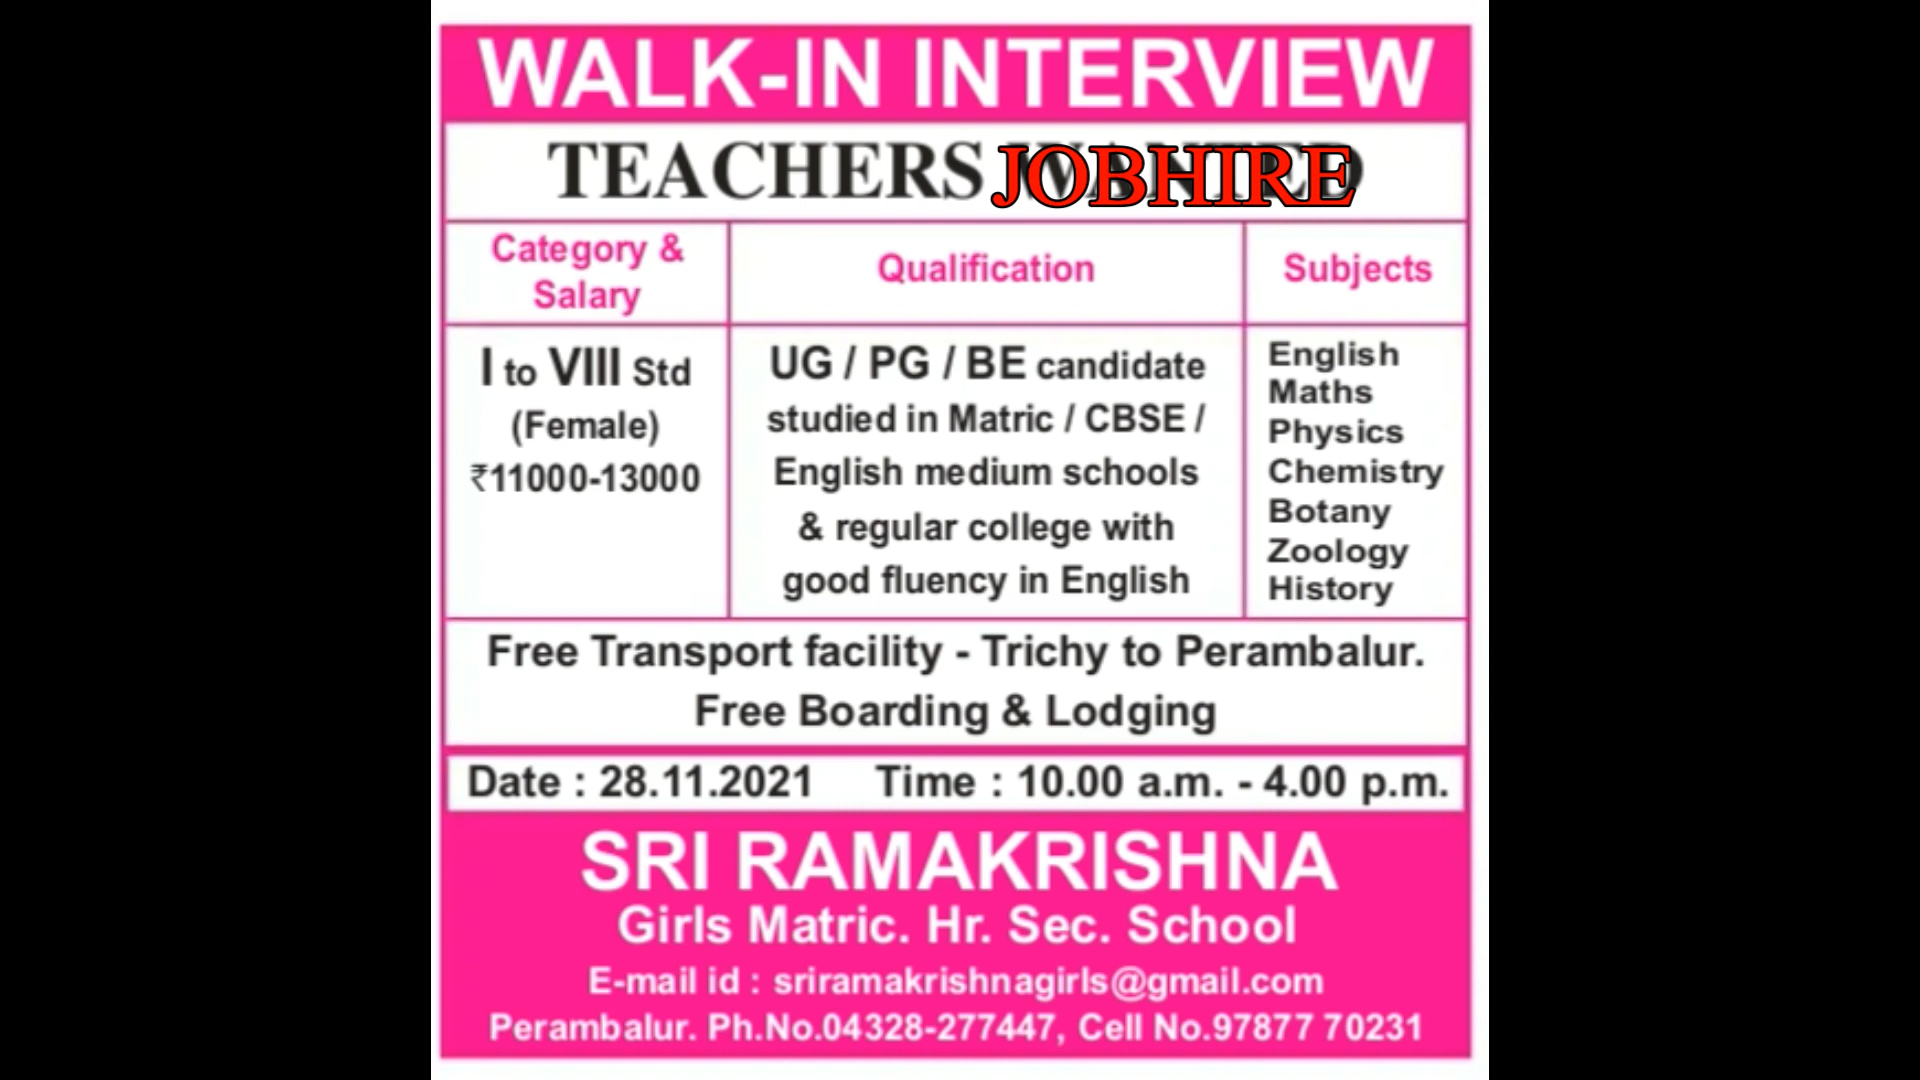 WALK-IN INTERVIEW
TEACHERS JOBHIRE
Category &
Salary
Qualification
Subjects
I to VIII Std
(Female)
₹11000-13000
UG / PG / BE candidate
studied in Matric / CBSE /
English medium schools
& regular college with
good fluency in English
English
Maths
Physics
Chemistry
Botany
Zoology
History
Free Transport facility - Trichy to Perambalur.
Free Boarding & Lodging
Date : 28.11.2021 Time : 10.00 a.m. - 4.00 p.m.
SRI RAMAKRISHNA
Girls Matric. Hr. Sec. School
E-mail id : sriramakrishnagirls@gmail.com
Perambalur. Ph.No.04328-277447, Cell No.97877 70231